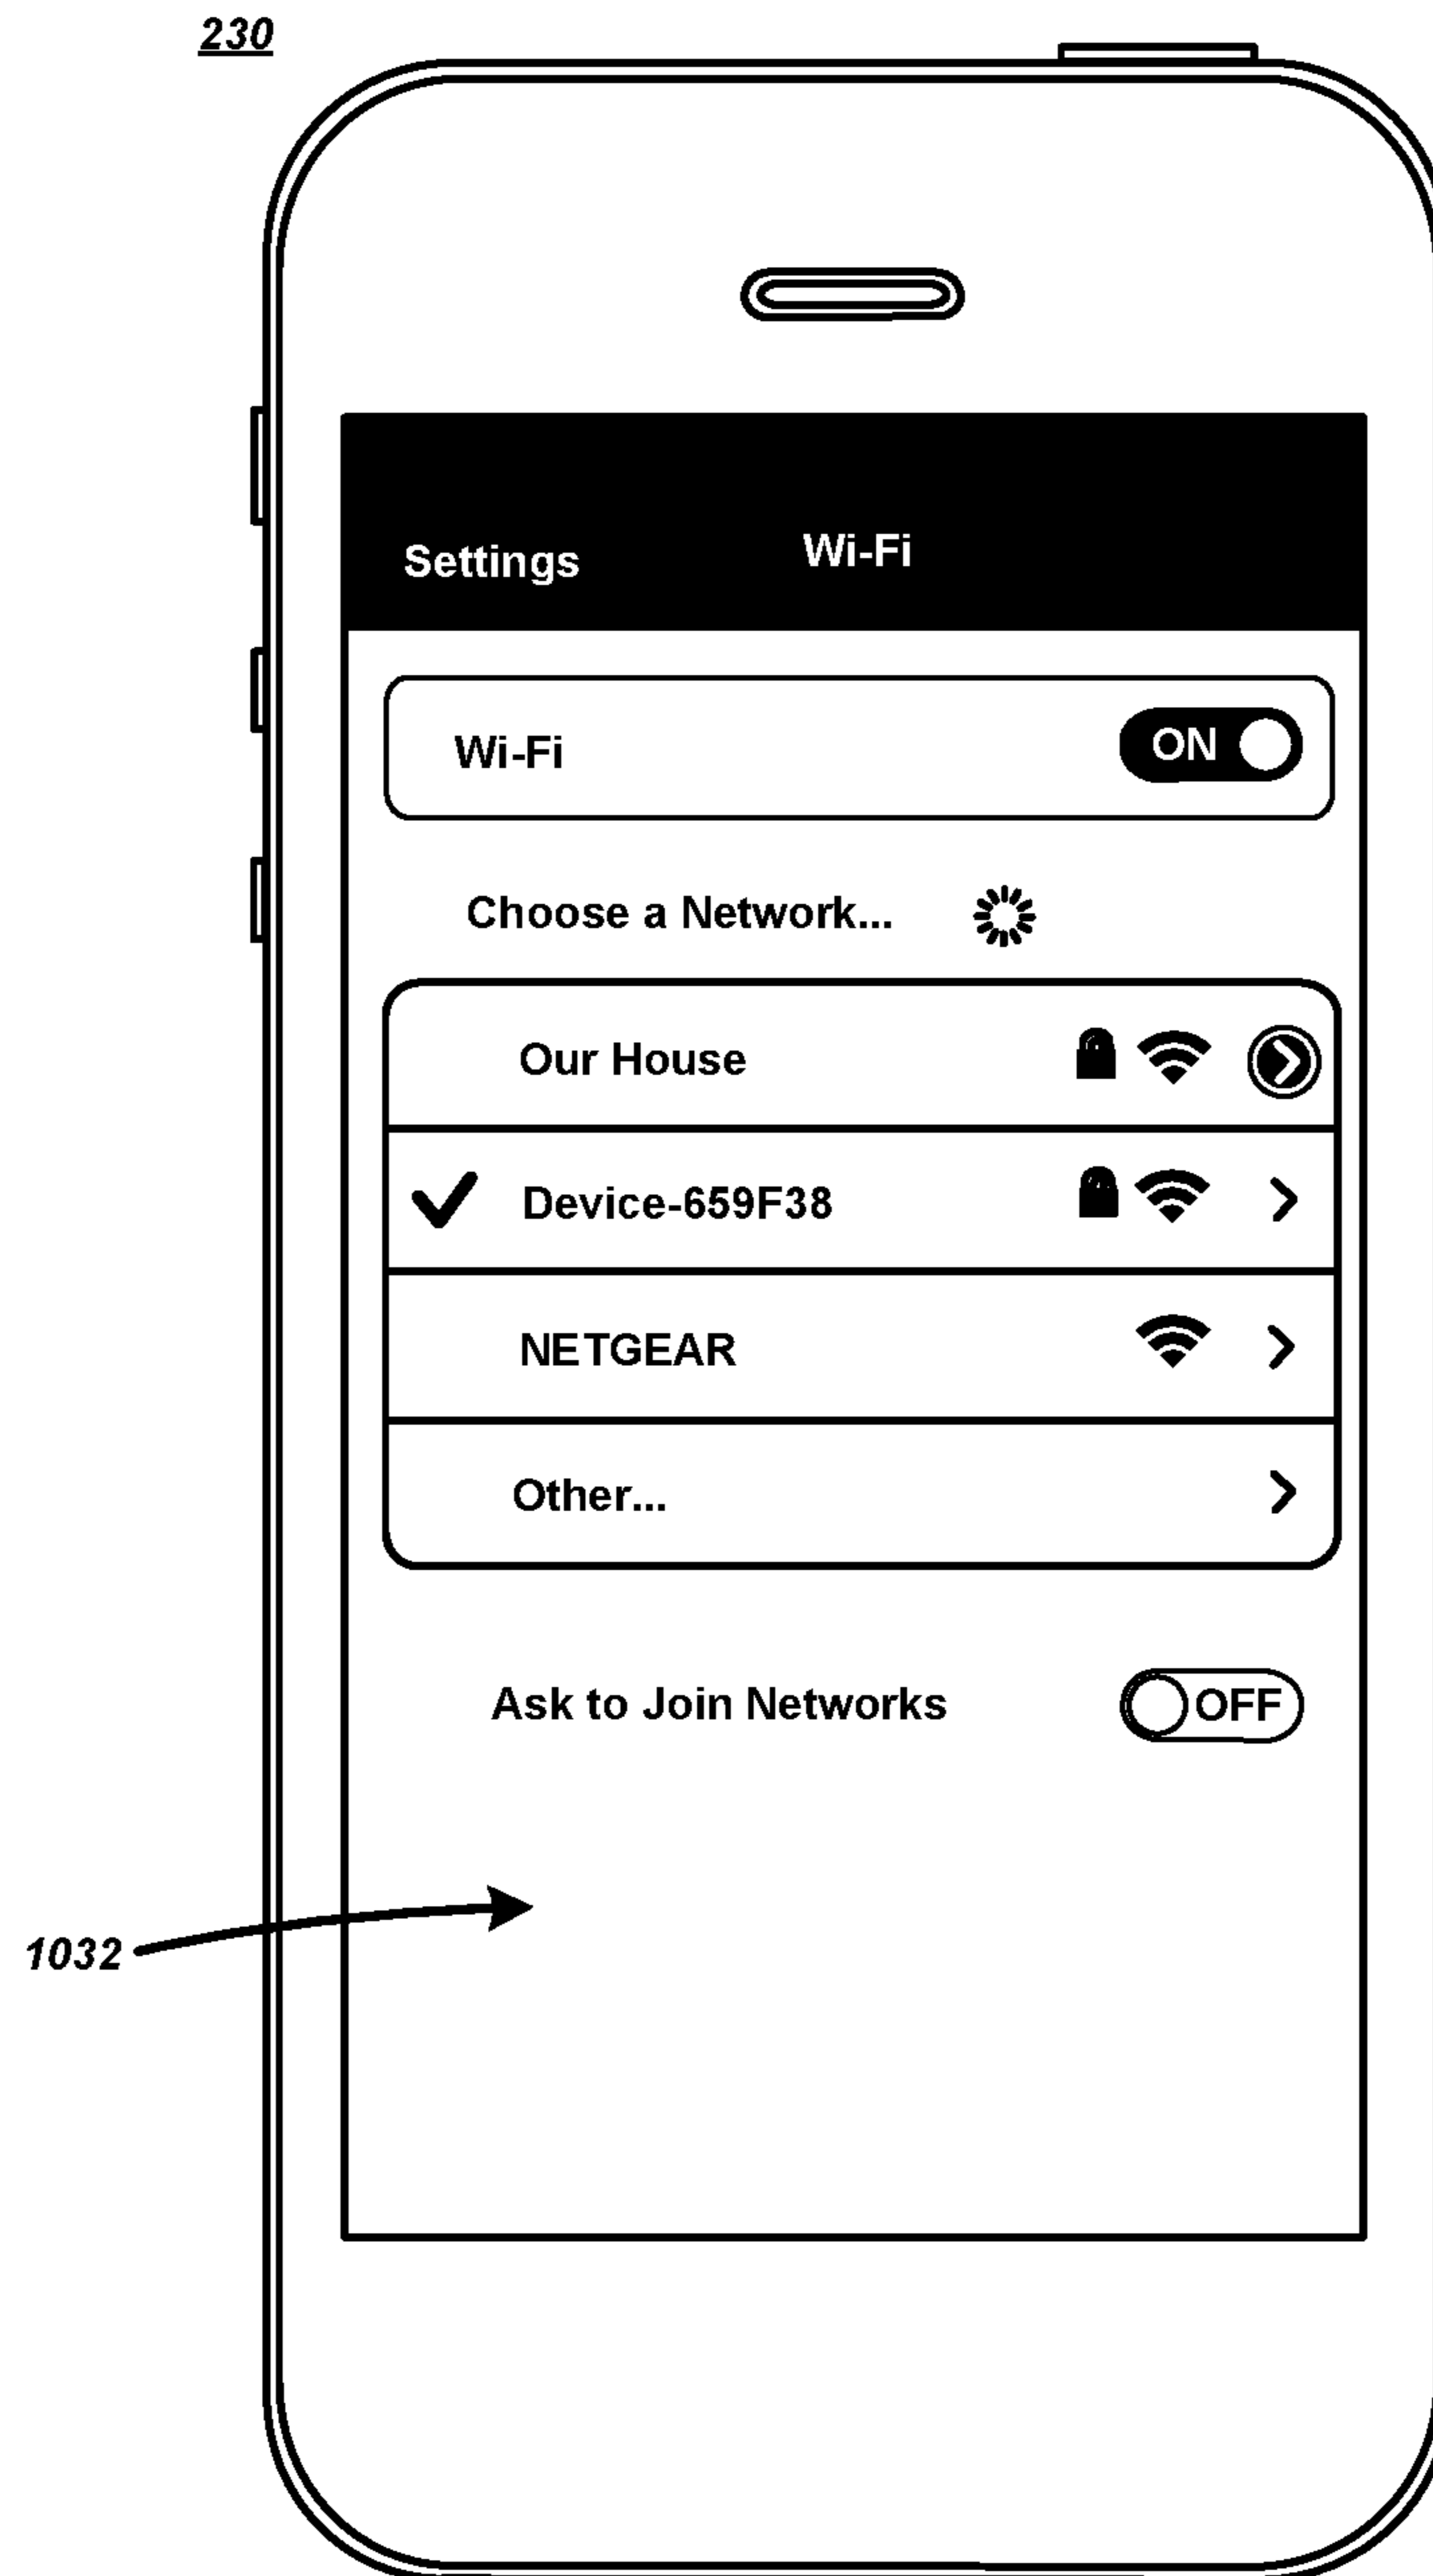 230
Settings Wi-Fi
Wi-Fi ON
Choose a Network...
Our House
Device-659F38
NETGEAR
Other...
Ask to Join Networks OFF
1032